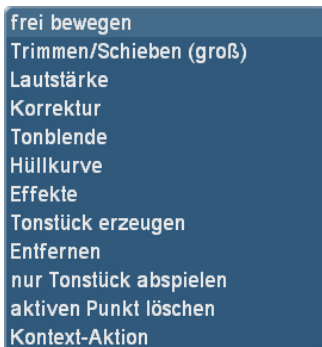 frei bewegen
Trimmen/Schieben (groß)
Lautstärke
Korrektur
Tonblende
Hüllkurve
Effekte
Tonstück erzeugen
Entfernen
nur Tonstück abspielen
aktiven Punkt löschen
Kontext-Aktion